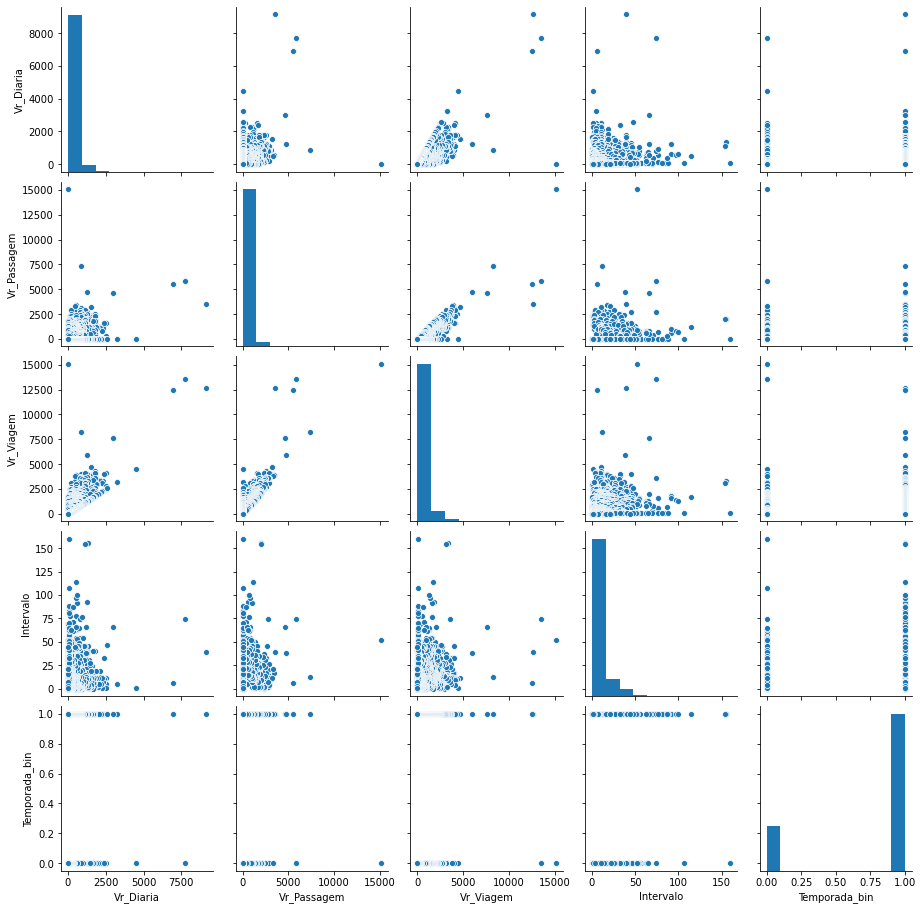 8000
6000
4000
2000
0
Vr_Diaria
15000
12500
10000
7500
5000
2500
0
Vr_Passagem
15000
12500
10000
7500
5000
2500
0
Vr_Viagem
150
125
100
75
50
25
0
Intervalo
1.0
0.8
0.6
0.4
0.2
0.0
Temporada_bin
0 5000 7500
0 5000 10000 15000
0 5000 10000 15000
0 50 100 150
0.00 0.25 0.50 0.75 1.00
Vr_Diaria Vr_Passagem Vr_Viagem Intervalo Temporada_bin